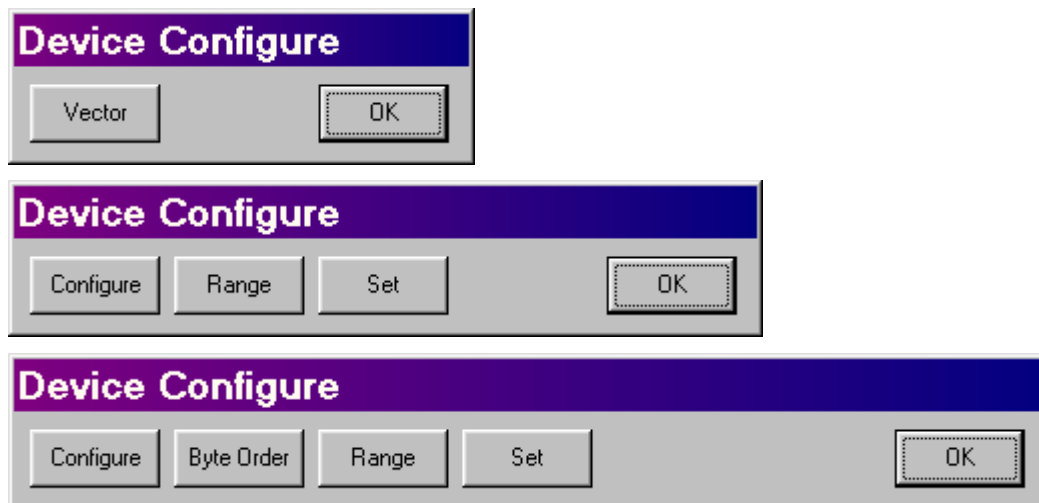 Device Configure
Vector OK
Device Configure
Configure Range Set OK
Device Configure
Configure Byte Order Range Set OK